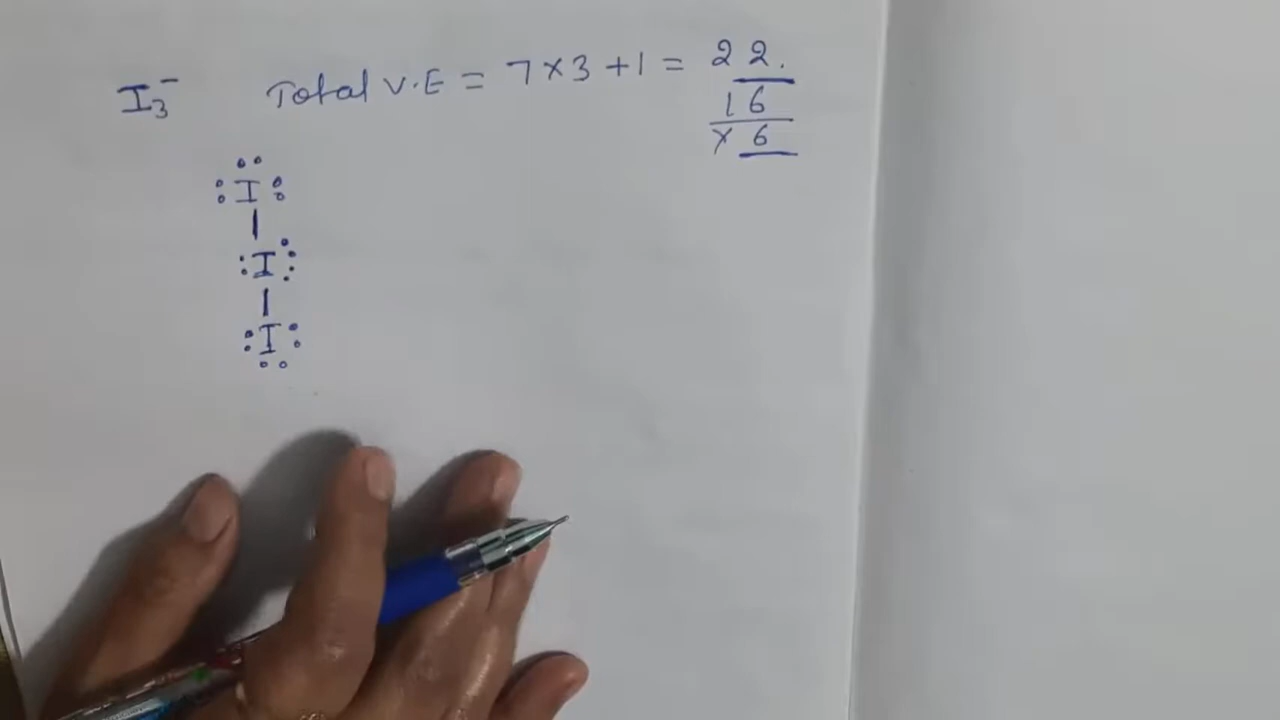 I₃⁻ Total V.E = 7×3+1 = 22.
16
× 6
I
I
I